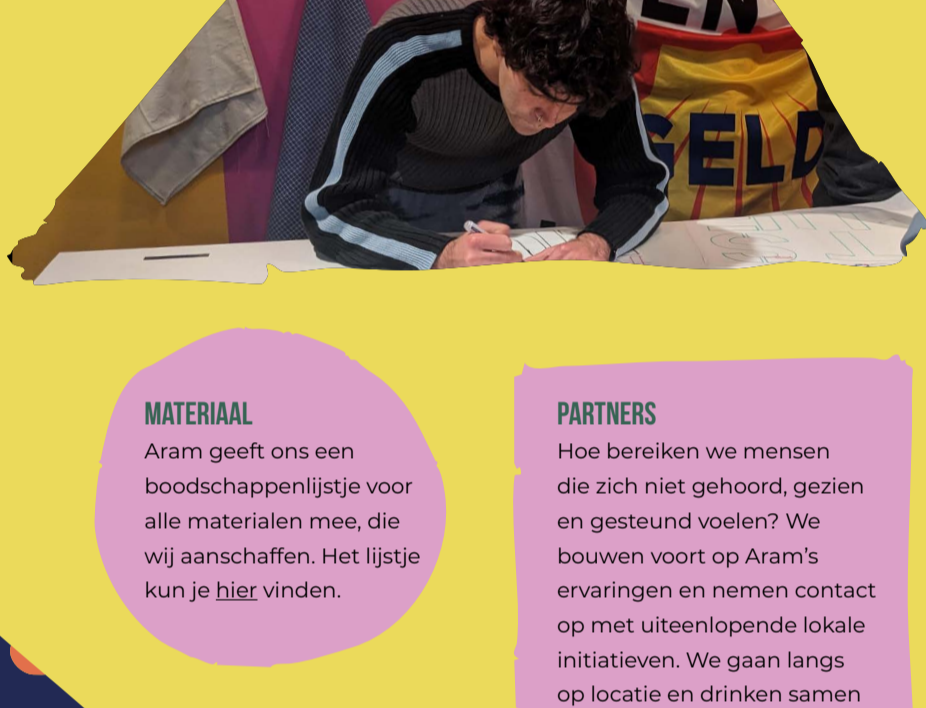 EN
GELD
MATERIAAL
Aram geeft ons een
boodschappenlijstje voor
alle materialen mee, die
wij aanschaffen. Het lijstje
kun je hier vinden.
PARTNERS
Hoe bereiken we mensen
die zich niet gehoord, gezien
en gesteund voelen? We
bouwen voort op Aram’s
ervaringen en nemen contact
op met uiteenlopende lokale
initiatieven. We gaan langs
op locatie en drinken samen